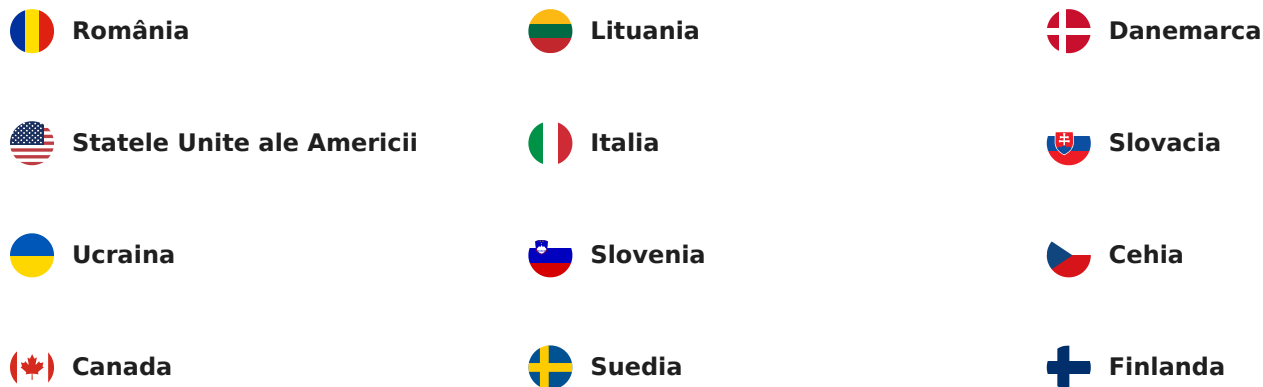 România
Lituania
Danemarca
Statele Unite ale Americii
Italia
Slovacia
Ucraina
Slovenia
Cehia
Canada
Suedia
Finlanda